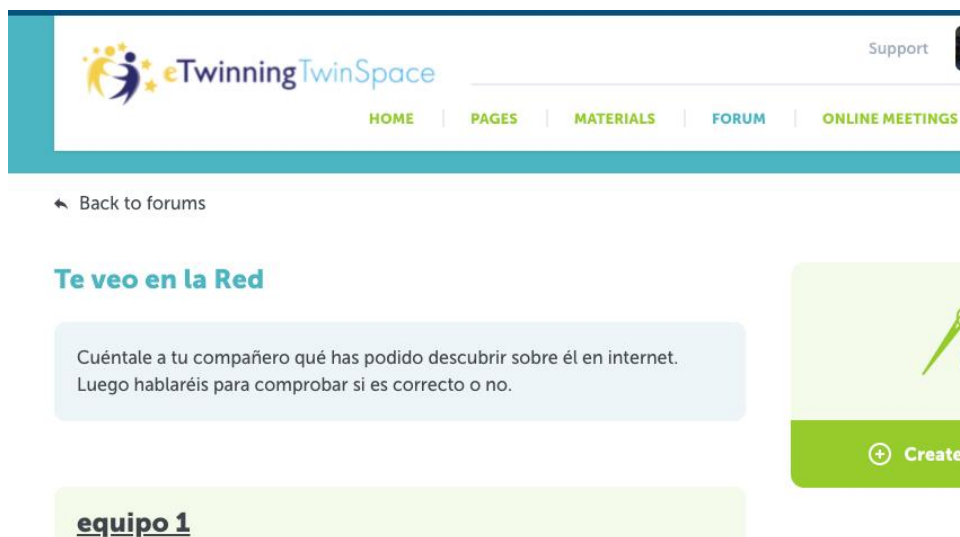 eTwinning TwinSpace
Support
HOME PAGES MATERIALS FORUM ONLINE MEETINGS
Back to forums
Te veo en la Red
Cuéntale a tu compañero qué has podido descubrir sobre él en internet.
Luego hablaréis para comprobar si es correcto o no.
Create
equipo 1